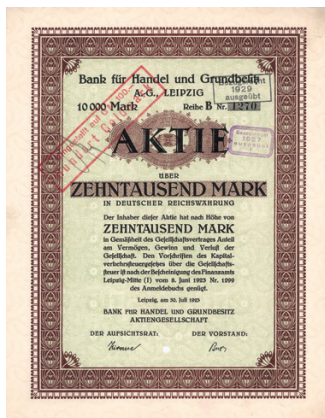 Bank für Handel und Grundbesitz
A.-G., LEIPZIG
10 000 Mark Reihe B Nr. 1270
1929
ausgeübt
1927
AKTIE
ÜBER
ZEHNTAUSEND MARK
IN DEUTSCHER REICHSWÄHRUNG
Der Inhaber dieser Aktie hat nach Höhe von
ZEHNTAUSEND MARK
in Gemäßheit des Gesellschaftsvertrages Anteil
am Vermögen, Gewinn und Verlust der
Gesellschaft. Den Vorschriften des Kapital-
verkehrsteuergesetzes über die Gesellschafts-
steuer ist nach der Bescheinigung des Finanzamts
Leipzig-Mitte (I) vom 8. Juni 1923 Nr. 1299
des Anmeldebuchs genügt.
Leipzig, am 30. Juli 1923
BANK FÜR HANDEL UND GRUNDBESITZ
AKTIENGESELLSCHAFT
DER AUFSICHTSRAT: DER VORSTAND: